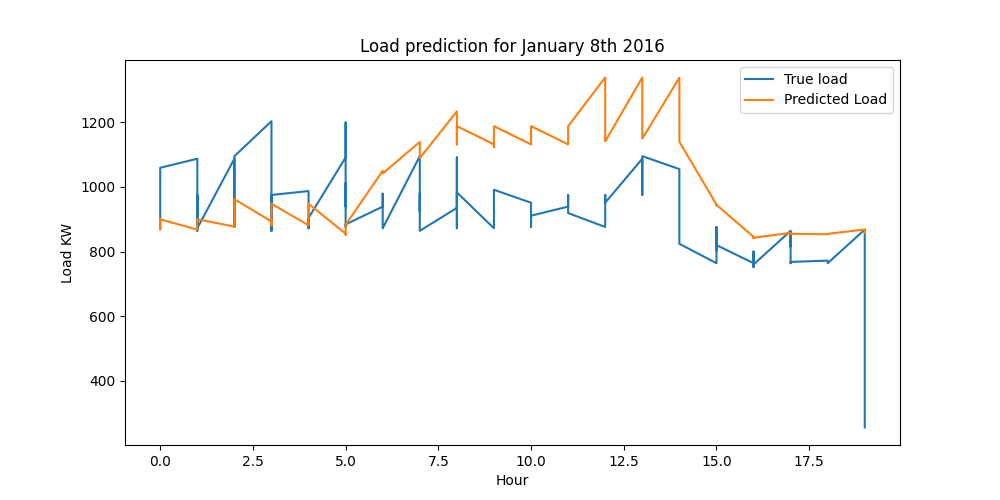 Load prediction for January 8th 2016
True load
Predicted Load
1200
1000
800
600
400
Load KW
0.0 2.5 5.0 7.5 10.0 12.5 15.0 17.5
Hour